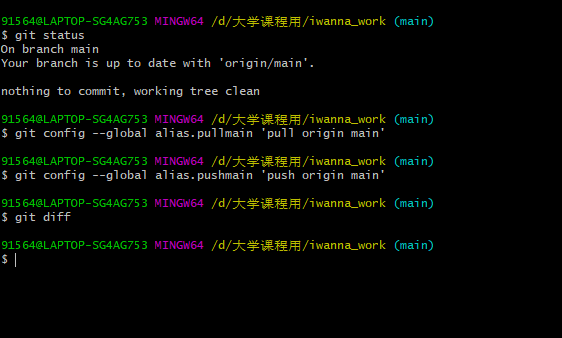 91564@LAPTOP-SG4AG753 MINGW64 /d/大学课程用/iwanna_work (main)
$ git status
On branch main
Your branch is up to date with 'origin/main'.
nothing to commit, working tree clean
91564@LAPTOP-SG4AG753 MINGW64 /d/大学课程用/iwanna_work (main)
$ git config --global alias.pullmain 'pull origin main'
91564@LAPTOP-SG4AG753 MINGW64 /d/大学课程用/iwanna_work (main)
$ git config --global alias.pushmain 'push origin main'
91564@LAPTOP-SG4AG753 MINGW64 /d/大学课程用/iwanna_work (main)
$ git diff
91564@LAPTOP-SG4AG753 MINGW64 /d/大学课程用/iwanna_work (main)
$